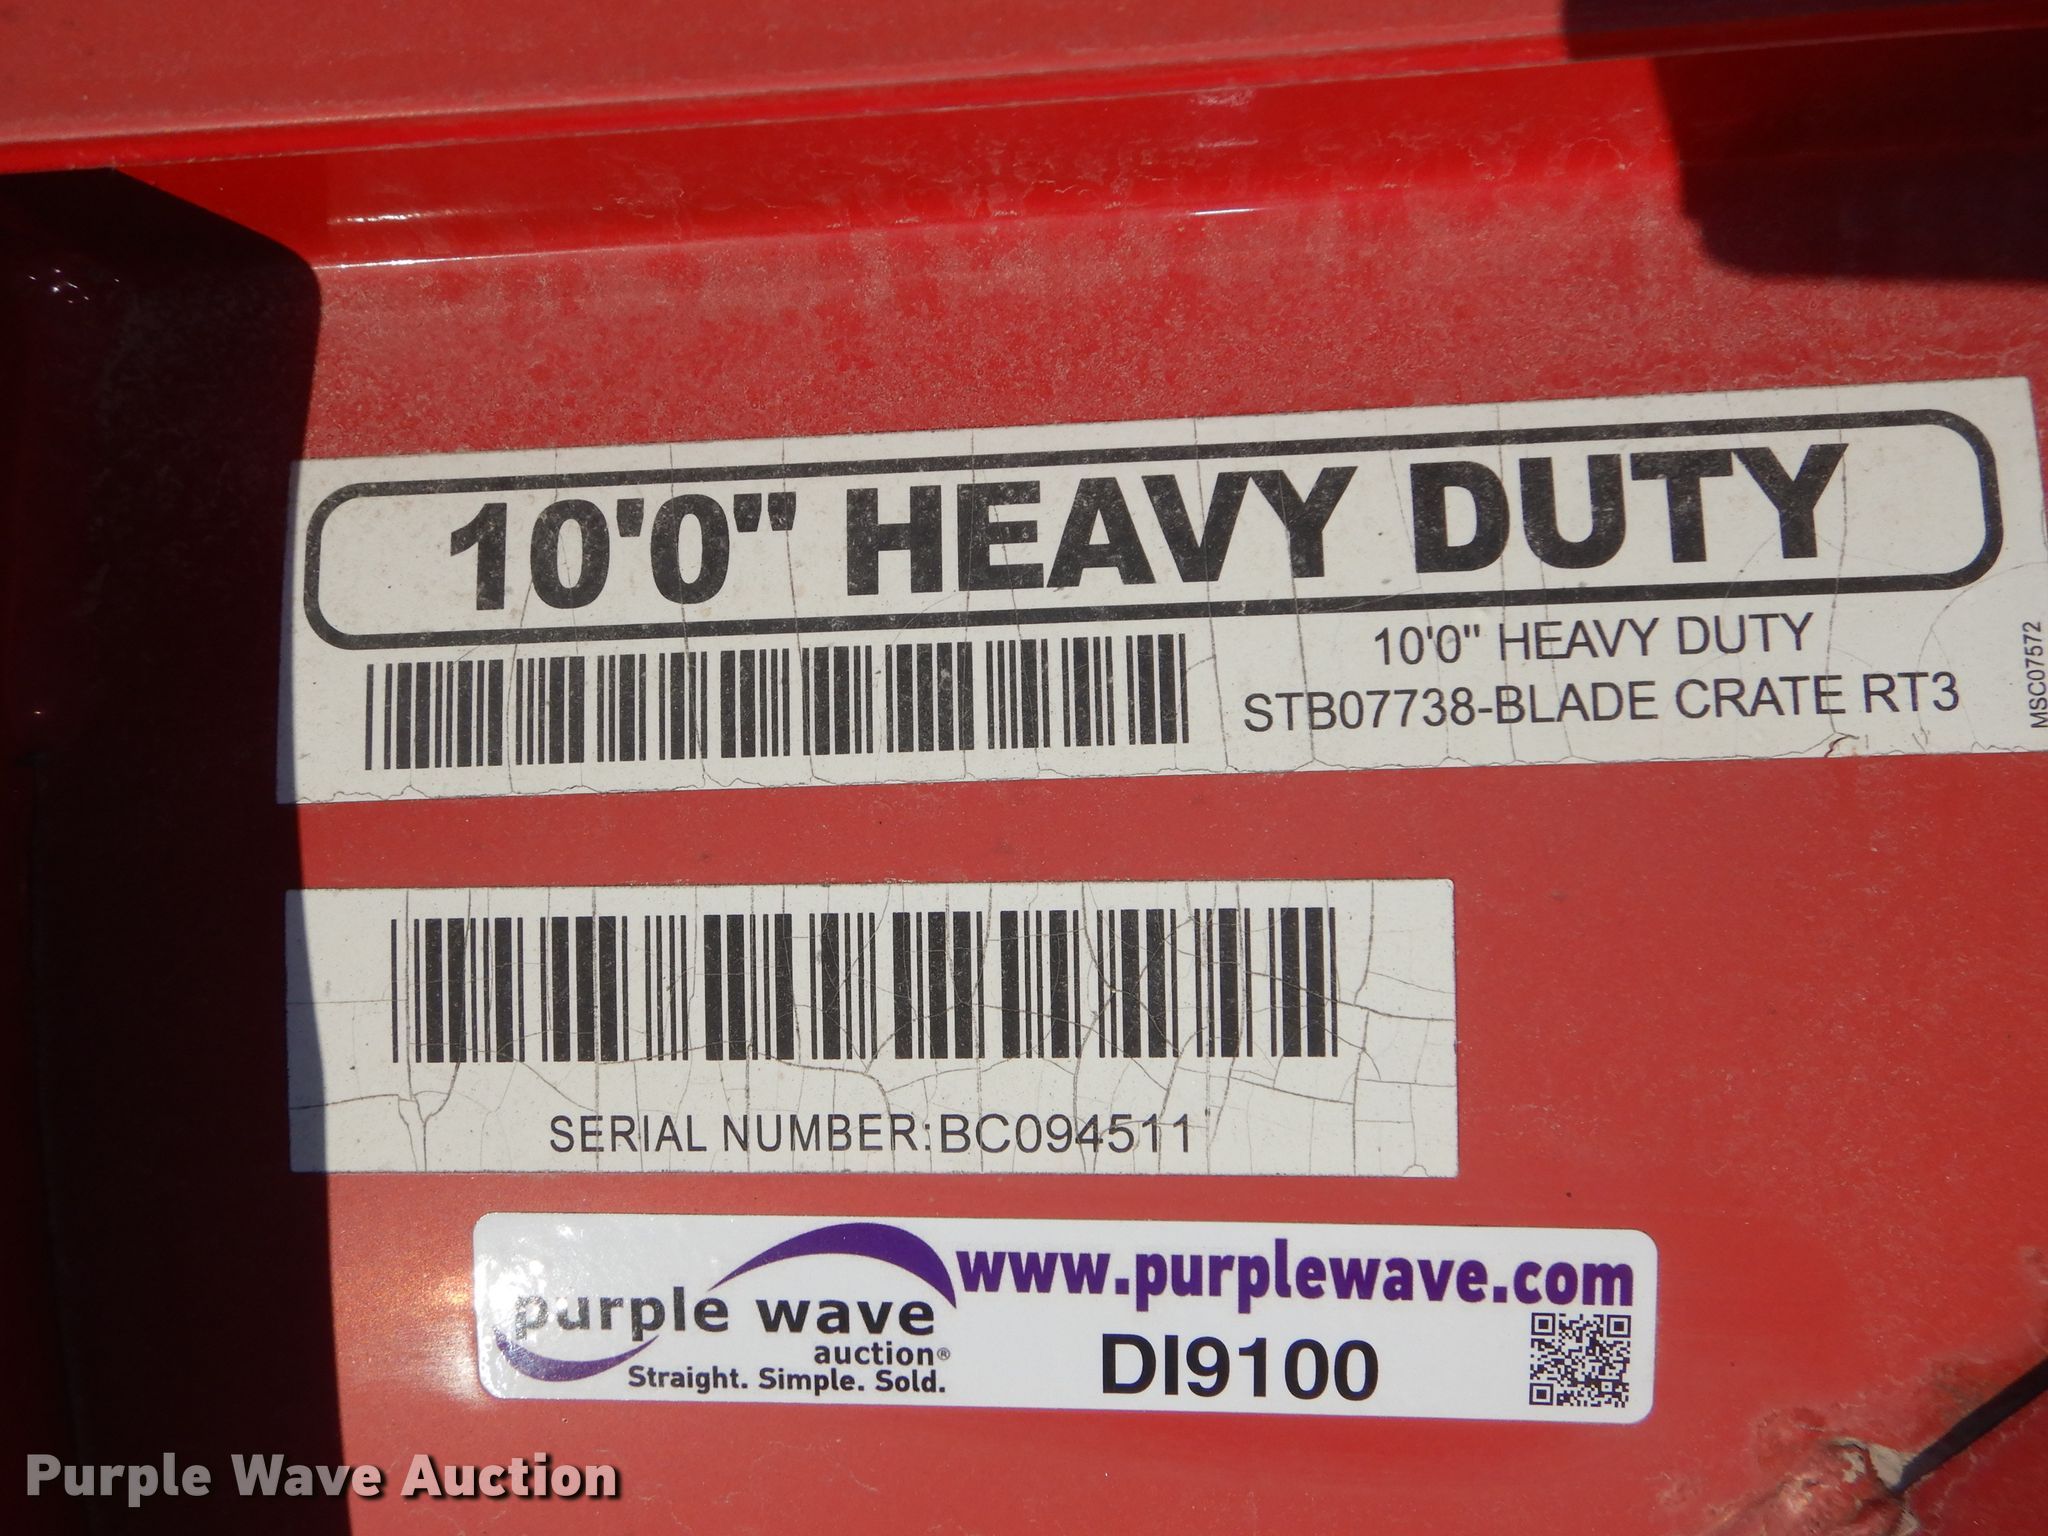 10'0" HEAVY DUTY
10'0" HEAVY DUTY
STB07738-BLADE CRATE RT3
MSC07572
SERIAL NUMBER:BC094511
purple wave
auction®
Straight. Simple. Sold.
www.purplewave.com
DI9100
Purple Wave Auction